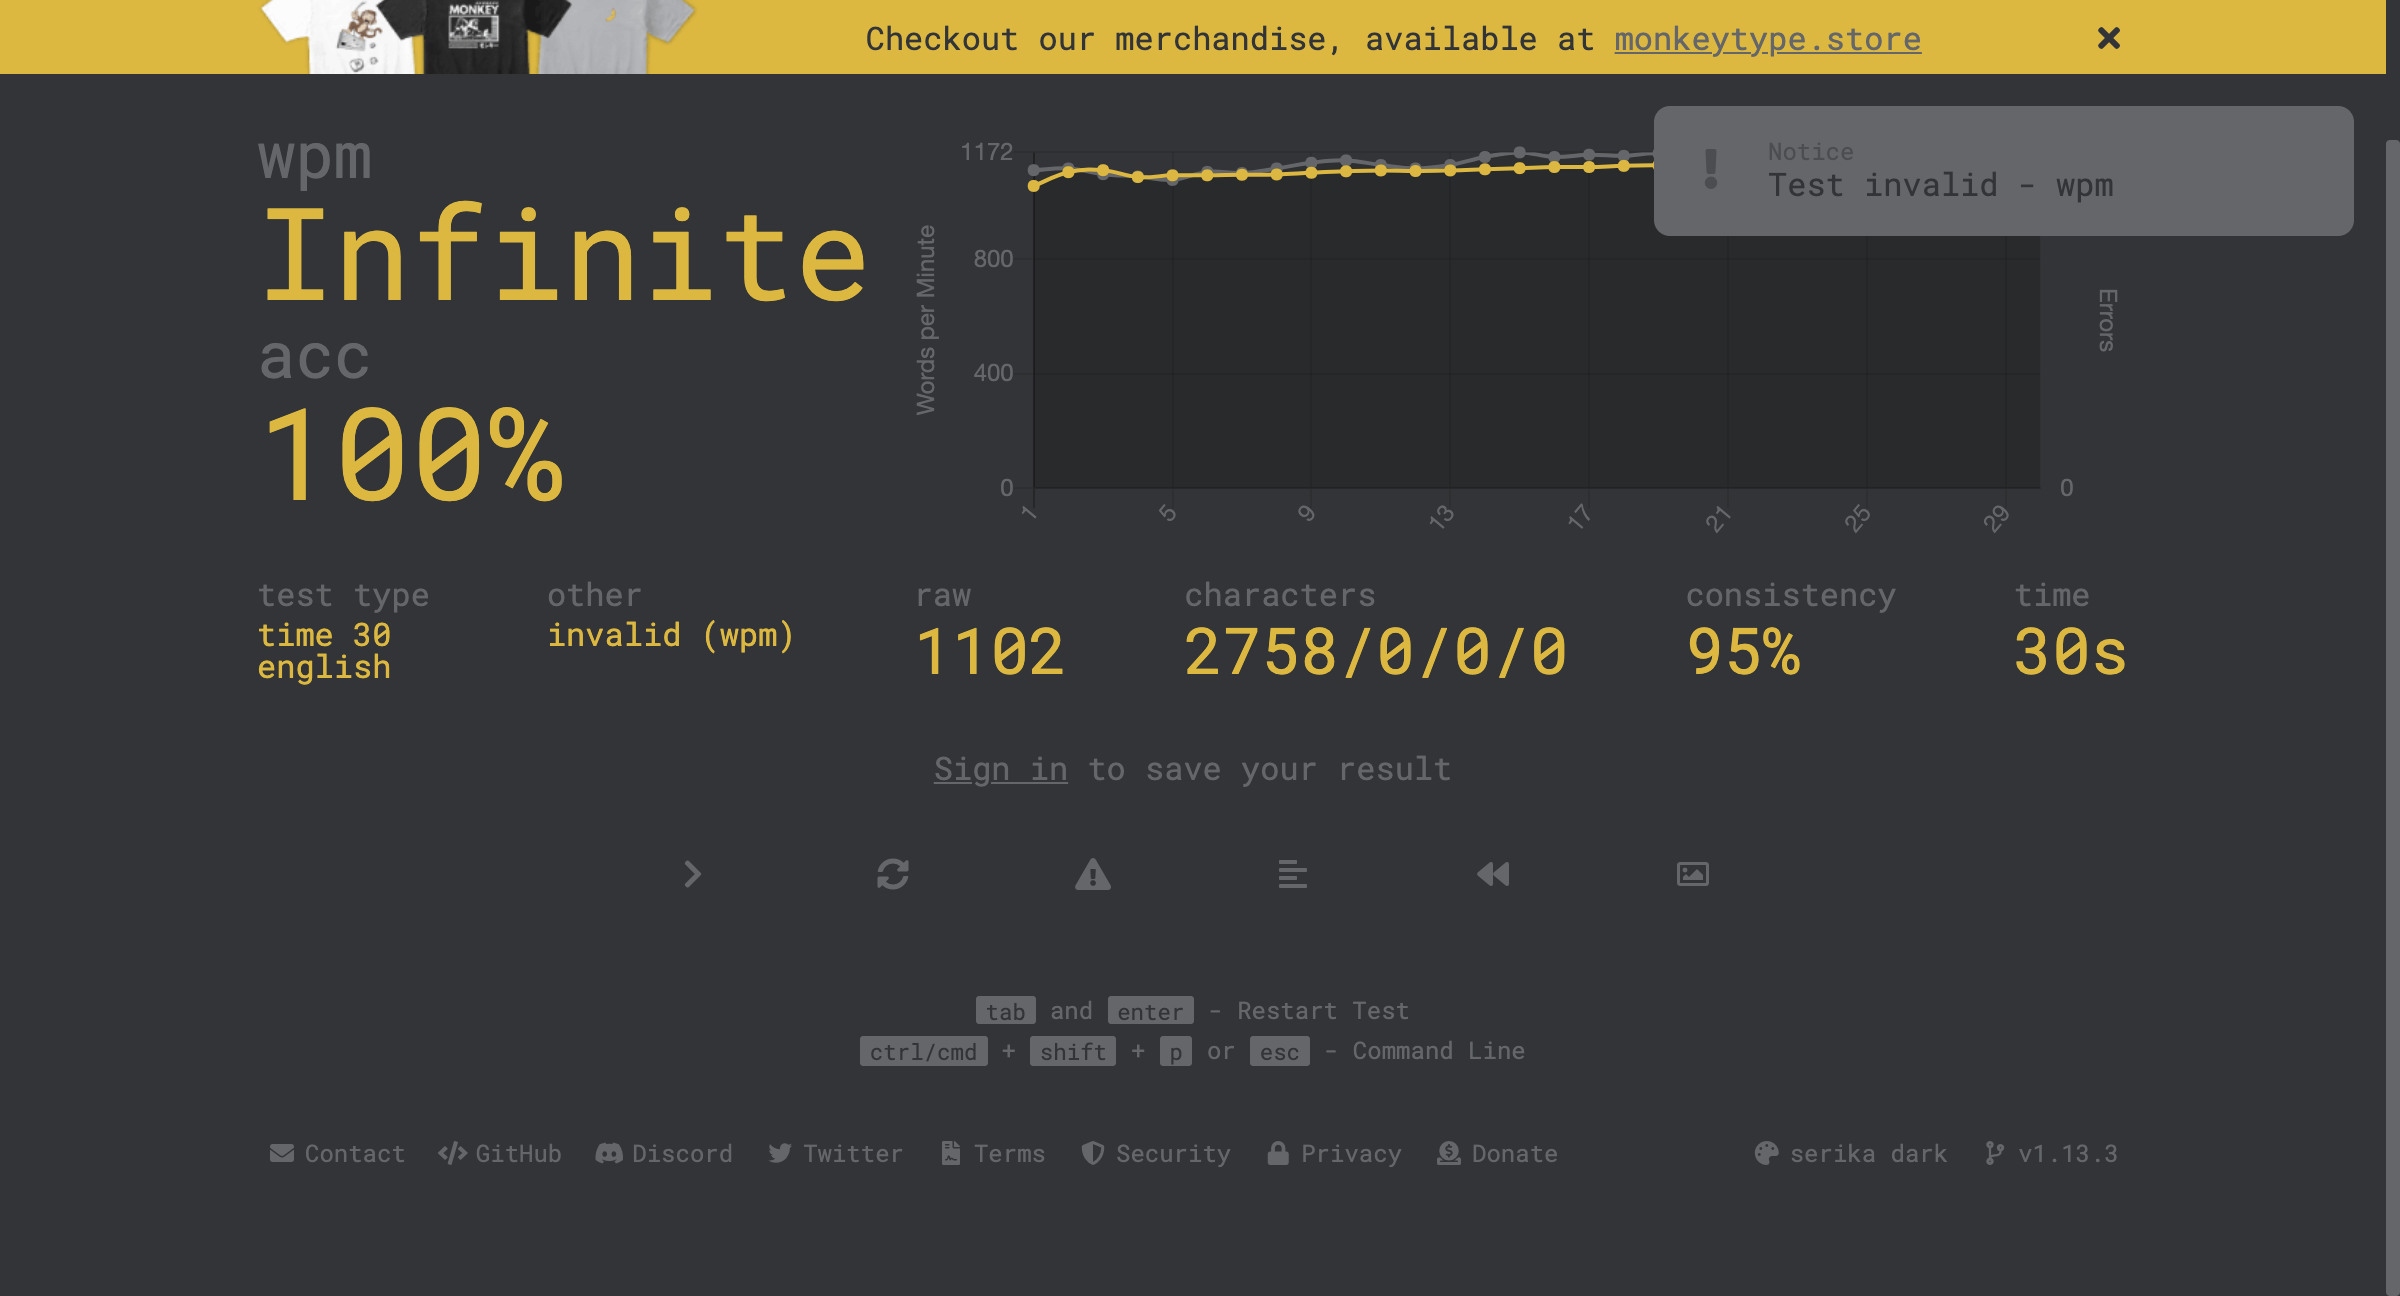 MONKEY
Checkout our merchandise, available at monkeytype.store
Notice
Test invalid - wpm
wpm
Infinite
acc
100%
Words per Minute
1172
800
400
0
1
5
9
13
17
21
25
29
0
Errors
test type
time 30
english
other
invalid (wpm)
raw
1102
characters
2758/0/0/0
consistency
95%
time
30s
Sign in to save your result
tab and enter - Restart Test
ctrl/cmd + shift + p or esc - Command Line
Contact GitHub Discord Twitter Terms Security Privacy Donate serika dark v1.13.3